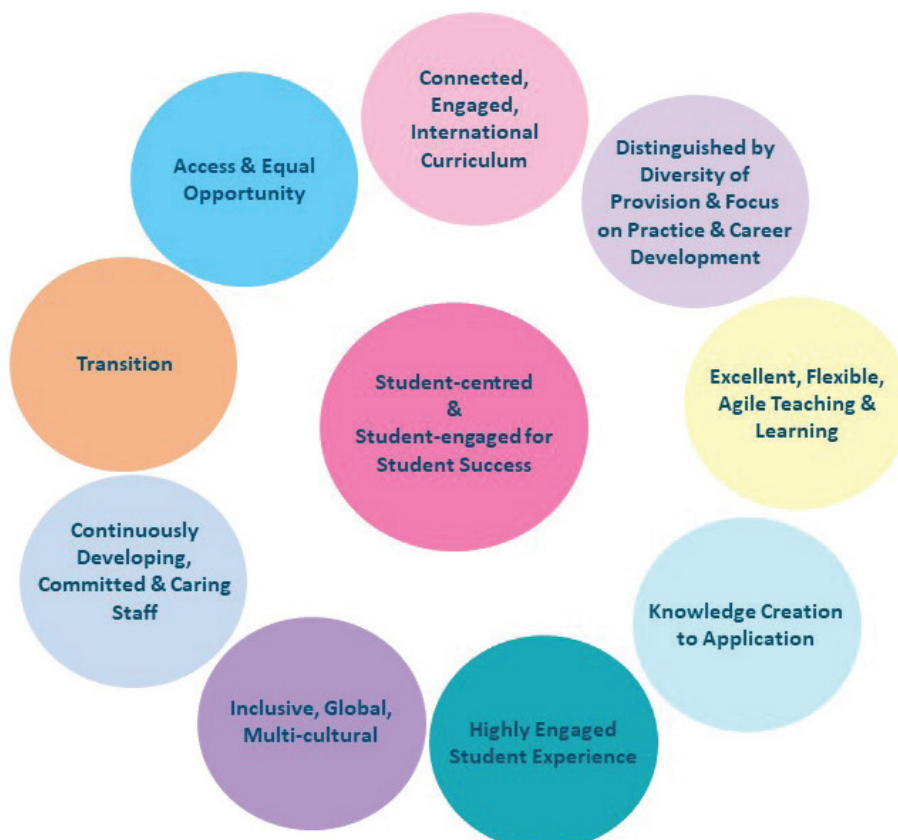 Connected,
Engaged,
International
Curriculum
Distinguished by
Diversity of
Provision & Focus
on Practice & Career
Development
Excellent, Flexible,
Agile Teaching &
Learning
Knowledge Creation
to Application
Highly Engaged
Student Experience
Inclusive, Global,
Multi-cultural
Continuously
Developing,
Committed & Caring
Staff
Transition
Access & Equal
Opportunity
Student-centred
&
Student-engaged for
Student Success